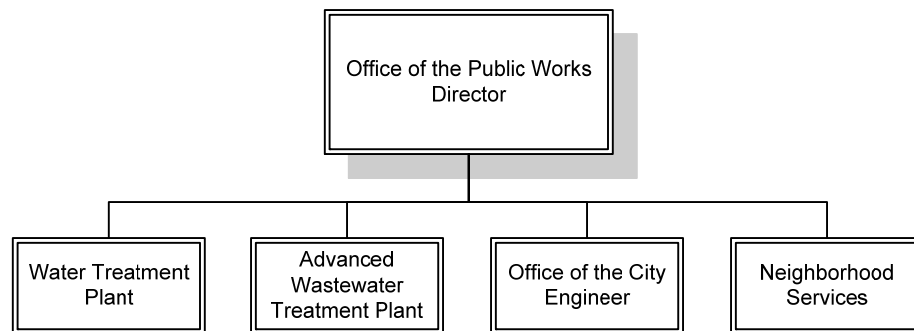 Office of the Public Works
Director
Water Treatment
Plant
Advanced
Wastewater
Treatment Plant
Office of the City
Engineer
Neighborhood
Services